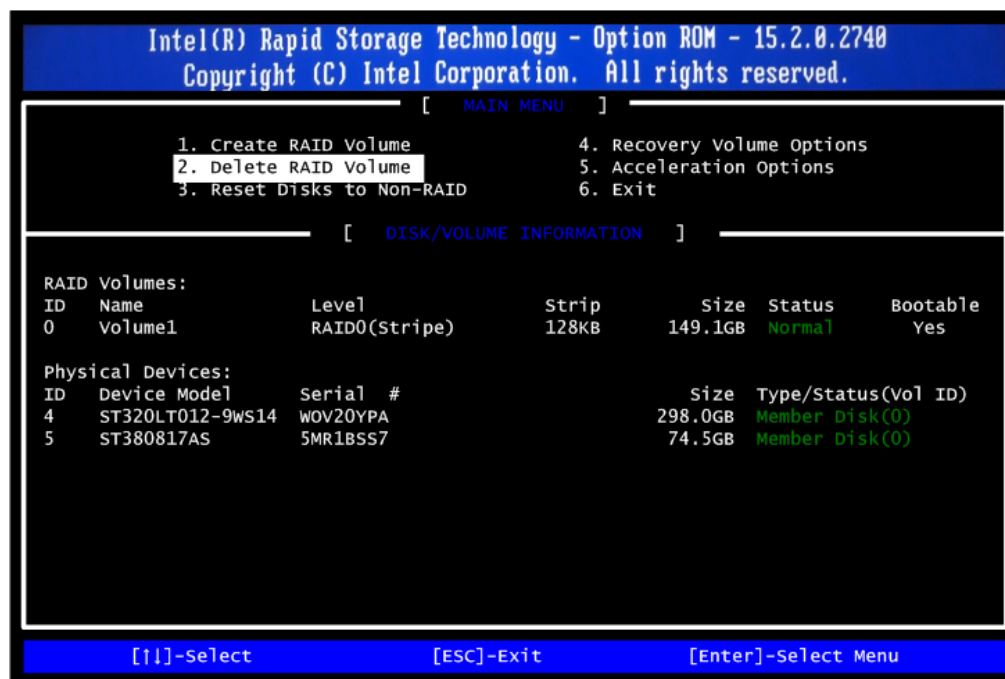 Intel(R) Rapid Storage Technology - Option ROM - 15.2.0.2740
Copyright (C) Intel Corporation. All rights reserved.
[ MAIN MENU ]
1. Create RAID Volume 4. Recovery Volume Options
2. Delete RAID Volume 5. Acceleration Options
3. Reset Disks to Non-RAID 6. Exit
[ DISK/VOLUME INFORMATION ]
RAID Volumes:
ID Name Level Strip Size Status Bootable
0 Volume1 RAID0(Stripe) 128KB 149.1GB Normal Yes
Physical Devices:
ID Device Model Serial # Size Type/Status(Vol ID)
4 ST320LT012-9WS14 W0V20YPA 298.0GB Member Disk(0)
5 ST380817AS 5MR1BSS7 74.5GB Member Disk(0)
[↑↓]-Select [ESC]-Exit [Enter]-Select Menu